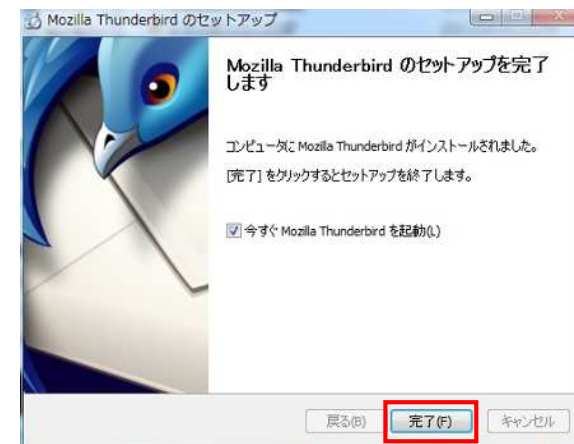 Mozilla Thunderbird のセットアップ
Mozilla Thunderbird のセットアップを完了
します
コンピュータに Mozilla Thunderbird がインストールされました。
[完了] をクリックするとセットアップを終了します。
今すぐ Mozilla Thunderbird を起動(L)
戻る(B) 完了(F) キャンセル